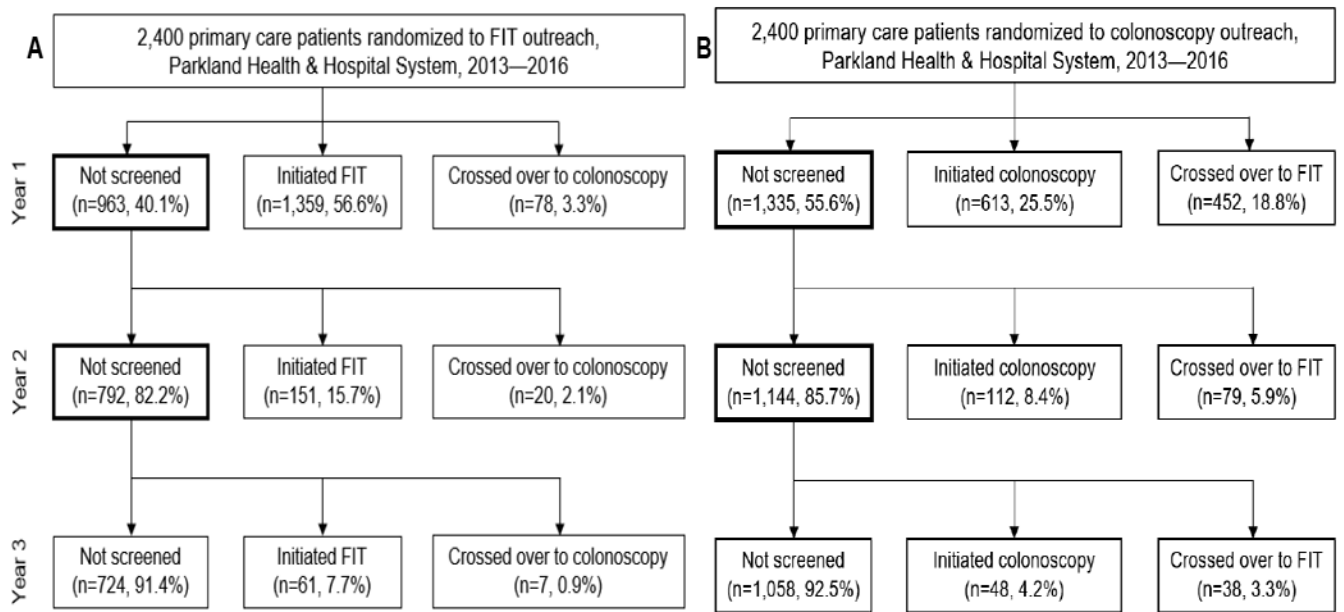 A
2,400 primary care patients randomized to FIT outreach,
Parkland Health & Hospital System, 2013—2016
Year 1
Not screened
(n=963, 40.1%)
Initiated FIT
(n=1,359, 56.6%)
Crossed over to colonoscopy
(n=78, 3.3%)
Year 2
Not screened
(n=792, 82.2%)
Initiated FIT
(n=151, 15.7%)
Crossed over to colonoscopy
(n=20, 2.1%)
Year 3
Not screened
(n=724, 91.4%)
Initiated FIT
(n=61, 7.7%)
Crossed over to colonoscopy
(n=7, 0.9%)
B
2,400 primary care patients randomized to colonoscopy outreach,
Parkland Health & Hospital System, 2013—2016
Not screened
(n=1,335, 55.6%)
Initiated colonoscopy
(n=613, 25.5%)
Crossed over to FIT
(n=452, 18.8%)
Not screened
(n=1,144, 85.7%)
Initiated colonoscopy
(n=112, 8.4%)
Crossed over to FIT
(n=79, 5.9%)
Not screened
(n=1,058, 92.5%)
Initiated colonoscopy
(n=48, 4.2%)
Crossed over to FIT
(n=38, 3.3%)